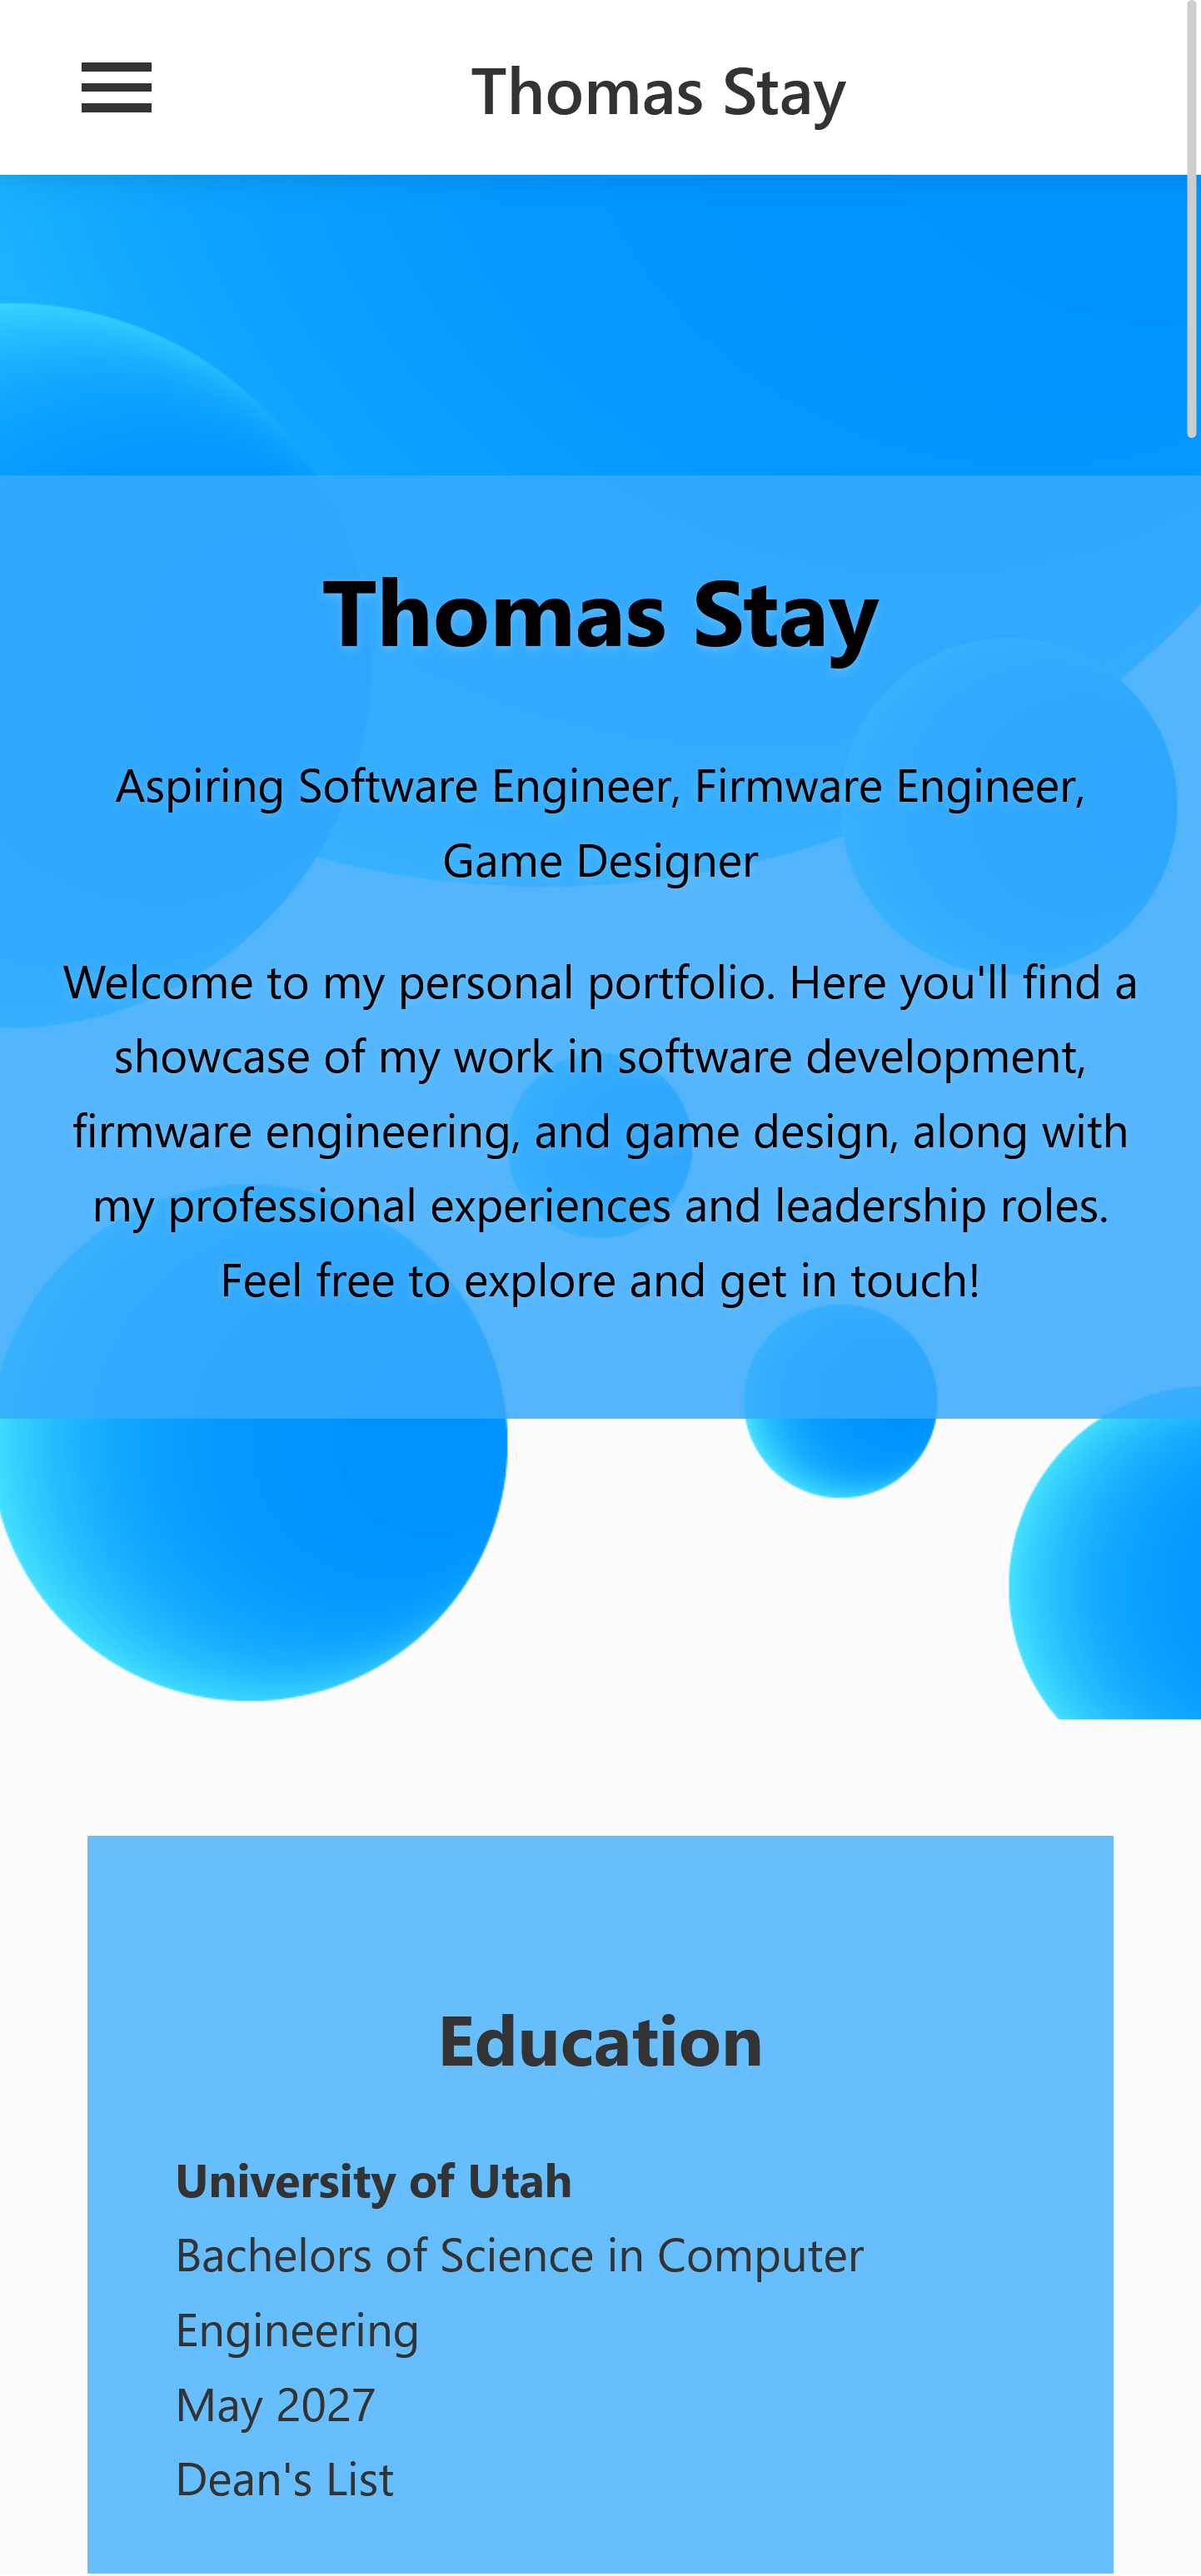 Thomas Stay
Thomas Stay
Aspiring Software Engineer, Firmware Engineer,
Game Designer
Welcome to my personal portfolio. Here you'll find a
showcase of my work in software development,
firmware engineering, and game design, along with
my professional experiences and leadership roles.
Feel free to explore and get in touch!
Education
University of Utah
Bachelors of Science in Computer
Engineering
May 2027
Dean's List